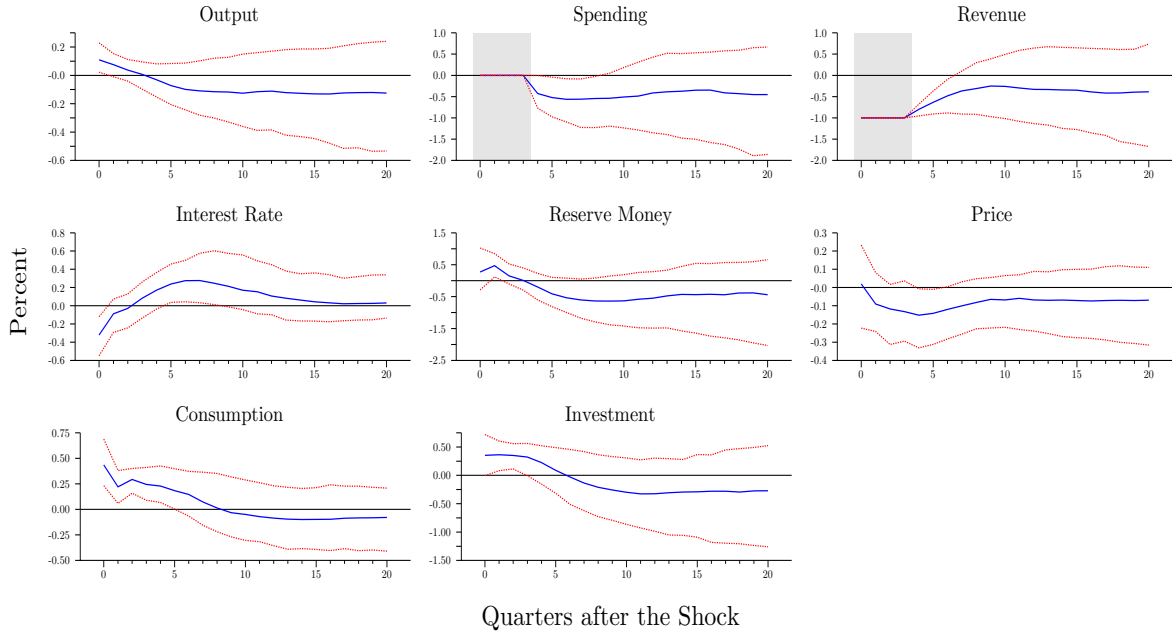 Output
0.2
-0.0
-0.2
-0.4
-0.6
0 5 10 15 20
Spending
1.0
0.5
0.0
-0.5
-1.0
-1.5
-2.0
0 5 10 15 20
Revenue
1.0
0.5
0.0
-0.5
-1.0
-1.5
-2.0
0 5 10 15 20
Percent
Interest Rate
0.8
0.6
0.4
0.2
0.0
-0.2
-0.4
-0.6
0 5 10 15 20
Reserve Money
1.5
0.5
-0.5
-1.5
-2.5
0 5 10 15 20
Price
0.3
0.2
0.1
-0.0
-0.1
-0.2
-0.3
-0.4
0 5 10 15 20
Consumption
0.75
0.50
0.25
0.00
-0.25
-0.50
0 5 10 15 20
Investment
0.50
0.00
-0.50
-1.00
-1.50
0 5 10 15 20
Quarters after the Shock